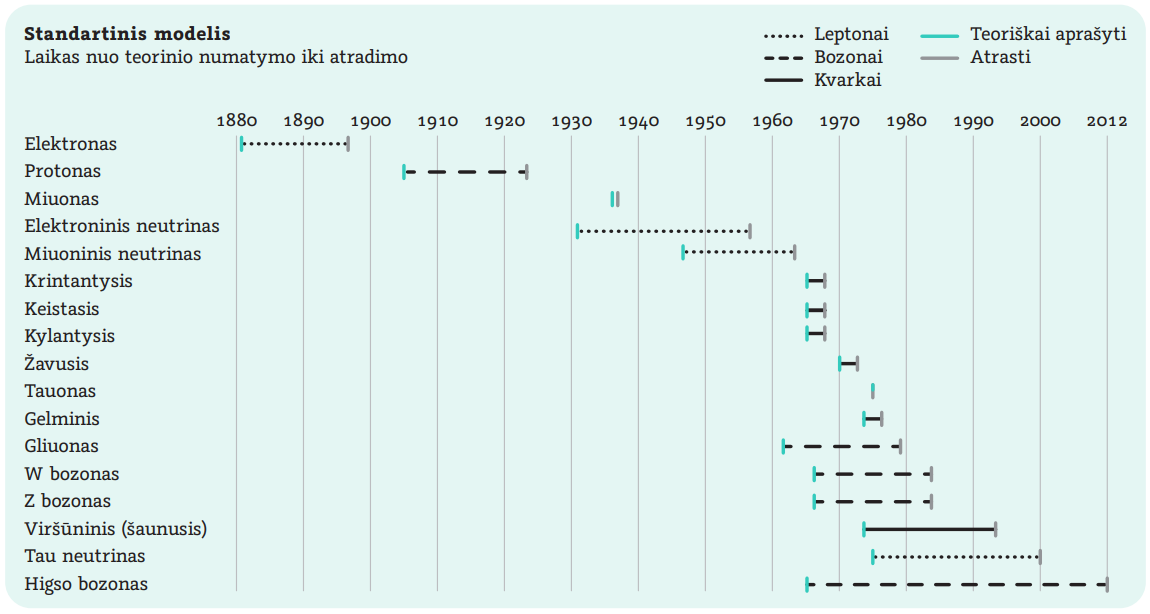 Standartinis modelis
Laikas nuo teorinio numatymo iki atradimo
Leptonai
Bozonai
Kvarkai
Teoriškai aprašyti
Atrasti
1880 1890 1900 1910 1920 1930 1940 1950 1960 1970 1980 1990 2000 2012
Elektronas
Protonas
Miuonas
Elektroninis neutrinas
Miuoninis neutrinas
Krintantysis
Keistasis
Kylantysis
Žavusis
Tauonas
Gelminis
Gliuonas
W bozonas
Z bozonas
Viršūninis (šaunusis)
Tau neutrinas
Higso bozonas